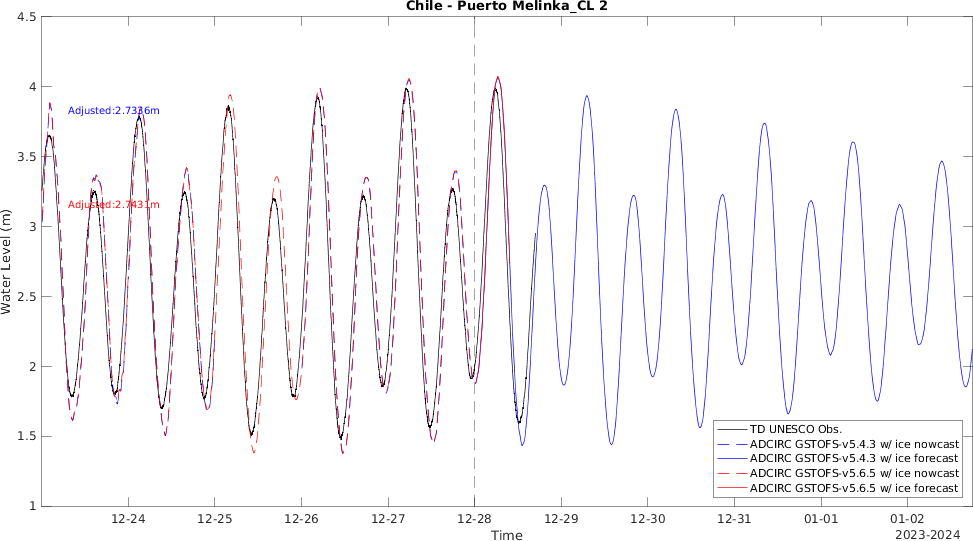 Chile - Puerto Melinka_CL 2
4.5
4
3.5
3
2.5
2
1.5
1
Water Level (m)
Adjusted:2.7336m
Adjusted:2.7431m
TD UNESCO Obs.
ADCIRC GSTOFS-v5.4.3 w/ ice nowcast
ADCIRC GSTOFS-v5.4.3 w/ ice forecast
ADCIRC GSTOFS-v5.6.5 w/ ice nowcast
ADCIRC GSTOFS-v5.6.5 w/ ice forecast
12-24 12-25 12-26 12-27 12-28 12-29 12-30 12-31 01-01 01-02
Time
2023-2024